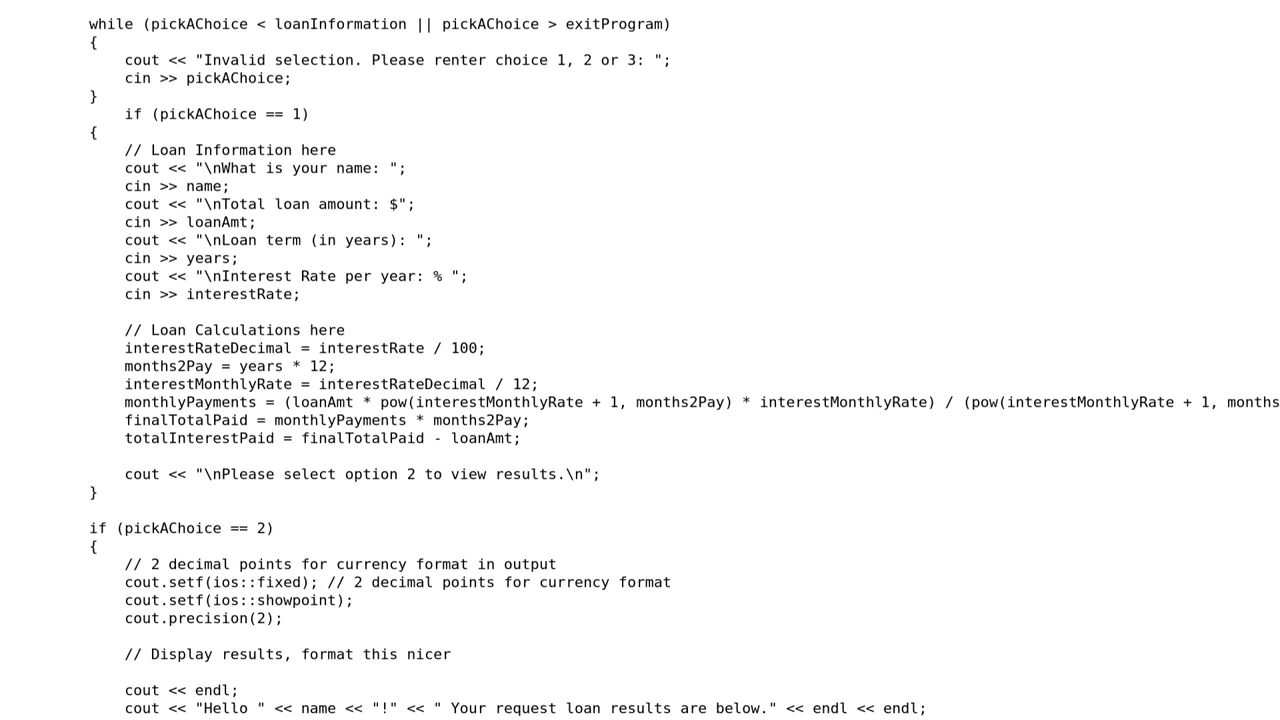 while (pickAChoice < loanInformation || pickAChoice > exitProgram)
{
    cout << "Invalid selection. Please renter choice 1, 2 or 3: ";
    cin >> pickAChoice;
}
    if (pickAChoice == 1)
{
    // Loan Information here
    cout << "\nWhat is your name: ";
    cin >> name;
    cout << "\nTotal loan amount: $";
    cin >> loanAmt;
    cout << "\nLoan term (in years): ";
    cin >> years;
    cout << "\nInterest Rate per year: % ";
    cin >> interestRate;

    // Loan Calculations here
    interestRateDecimal = interestRate / 100;
    months2Pay = years * 12;
    interestMonthlyRate = interestRateDecimal / 12;
    monthlyPayments = (loanAmt * pow(interestMonthlyRate + 1, months2Pay) * interestMonthlyRate) / (pow(interestMonthlyRate + 1, months
    finalTotalPaid = monthlyPayments * months2Pay;
    totalInterestPaid = finalTotalPaid - loanAmt;

    cout << "\nPlease select option 2 to view results.\n";
}

if (pickAChoice == 2)
{
    // 2 decimal points for currency format in output
    cout.setf(ios::fixed); // 2 decimal points for currency format
    cout.setf(ios::showpoint);
    cout.precision(2);

    // Display results, format this nicer

    cout << endl;
    cout << "Hello " << name << "!" << " Your request loan results are below." << endl << endl;